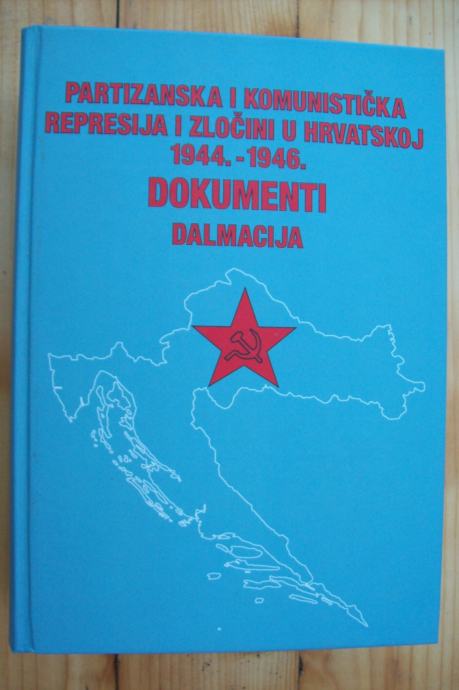 PARTIZANSKA I KOMUNISTIČKA
REPRESIJA I ZLOČINI U HRVATSKOJ
1944. - 1946.
DOKUMENTI
DALMACIJA